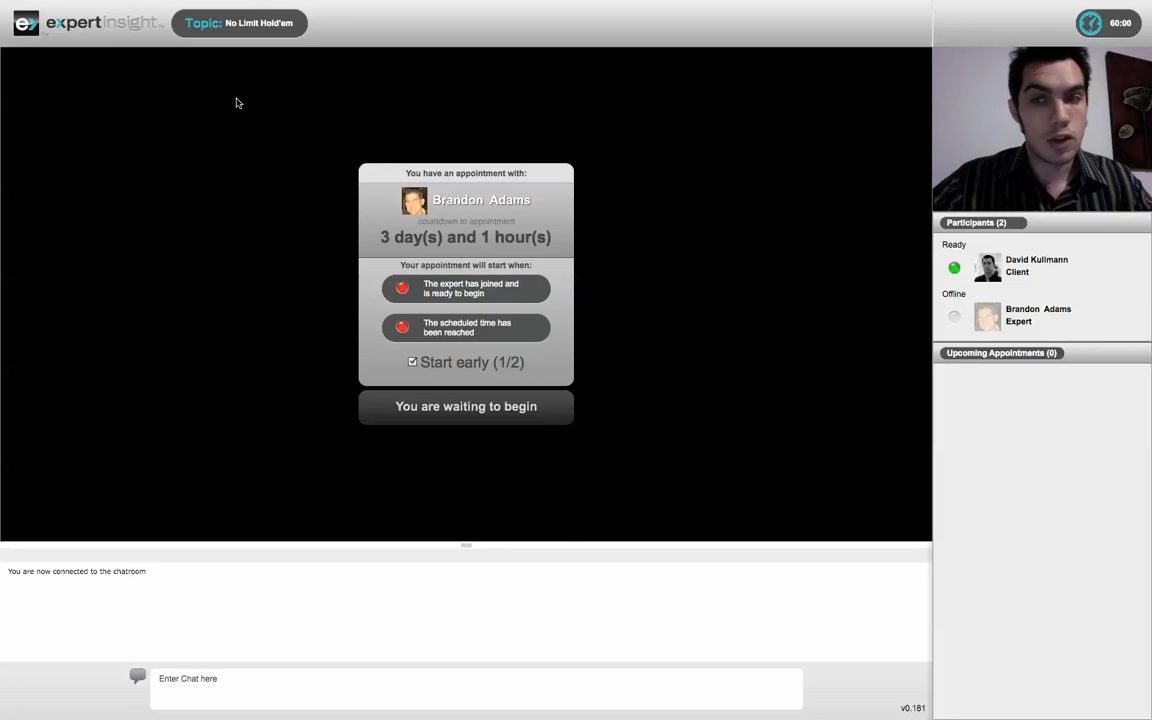 expertinsight
Topic: No Limit Hold'em
60:00
You have an appointment with:
Brandon Adams
countdown to appointment
3 day(s) and 1 hour(s)
Your appointment will start when:
The expert has joined and
is ready to begin
The scheduled time has
been reached
Start early (1/2)
You are waiting to begin
Participants (2)
Ready
David Kullmann
Client
Offline
Brandon Adams
Expert
Upcoming Appointments (0)
You are now connected to the chatroom
Enter Chat here
v0.181